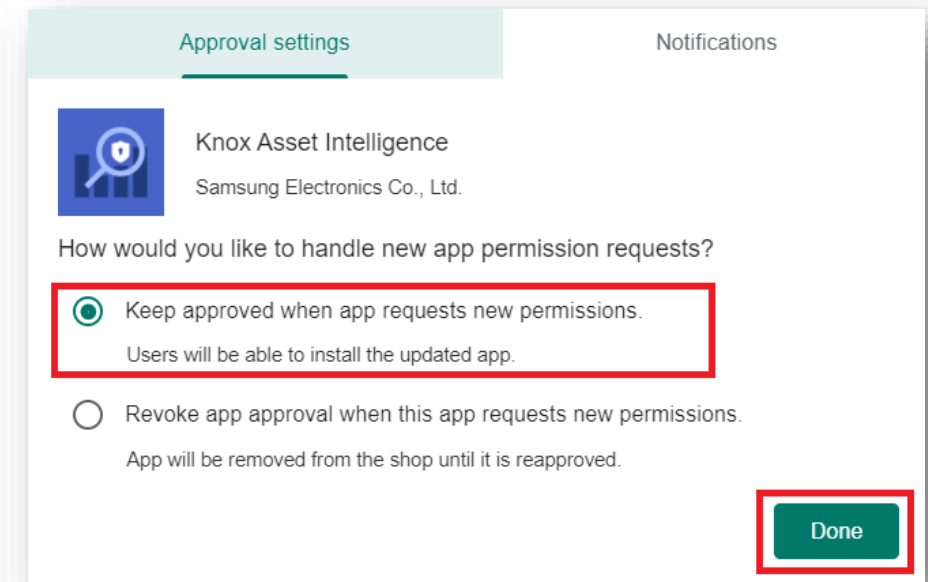 Approval settings
Notifications
Knox Asset Intelligence
Samsung Electronics Co., Ltd.
How would you like to handle new app permission requests?
Keep approved when app requests new permissions.
Users will be able to install the updated app.
Revoke app approval when this app requests new permissions.
App will be removed from the shop until it is reapproved.
Done